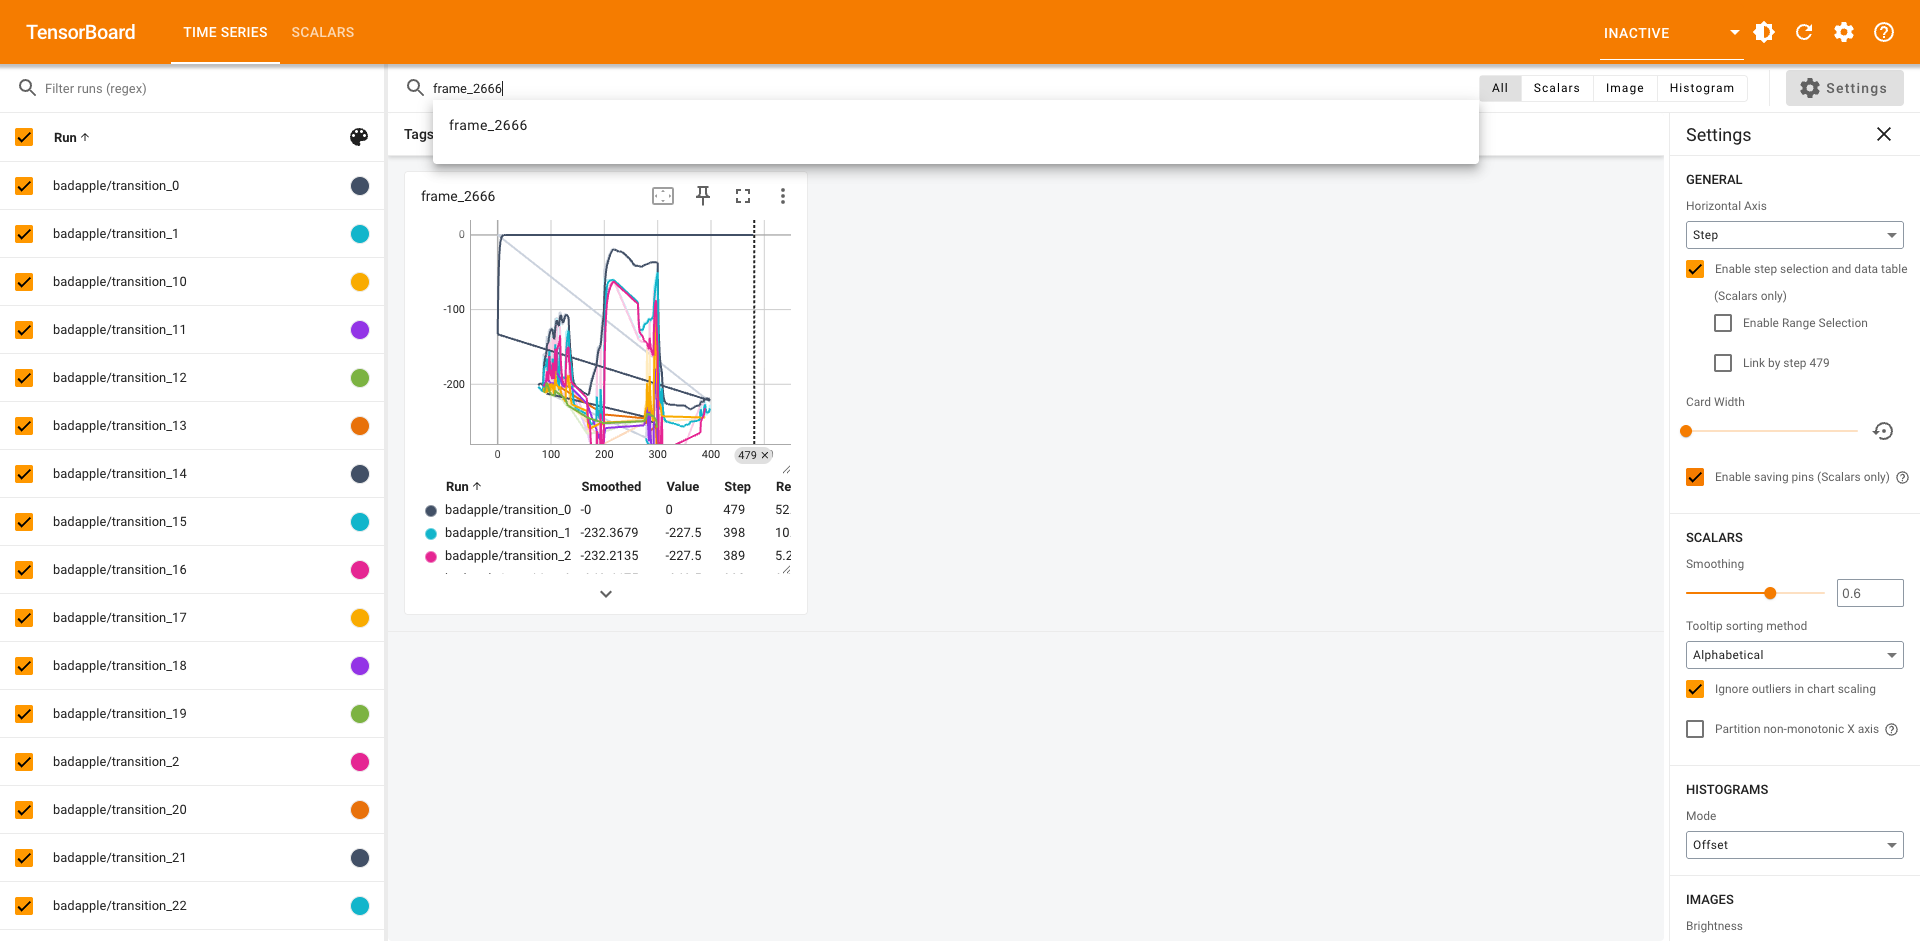 TensorBoard
TIME SERIES
SCALARS
INACTIVE
Filter runs (regex)
frame_2666
All
Scalars
Image
Histogram
Settings
Run
badapple/transition_0
badapple/transition_1
badapple/transition_10
badapple/transition_11
badapple/transition_12
badapple/transition_13
badapple/transition_14
badapple/transition_15
badapple/transition_16
badapple/transition_17
badapple/transition_18
badapple/transition_19
badapple/transition_2
badapple/transition_20
badapple/transition_21
badapple/transition_22
Tags
frame_2666
frame_2666
0
-100
-200
0 100 200 300 400 479
Run Smoothed Value Step Re
badapple/transition_0 -0 0 479 52
badapple/transition_1 -232.3679 -227.5 398 10
badapple/transition_2 -232.2135 -227.5 389 5.2
Settings
GENERAL
Horizontal Axis
Step
Enable step selection and data table
(Scalars only)
Enable Range Selection
Link by step 479
Card Width
Enable saving pins (Scalars only)
SCALARS
Smoothing
0.6
Tooltip sorting method
Alphabetical
Ignore outliers in chart scaling
Partition non-monotonic X axis
HISTOGRAMS
Mode
Offset
IMAGES
Brightness